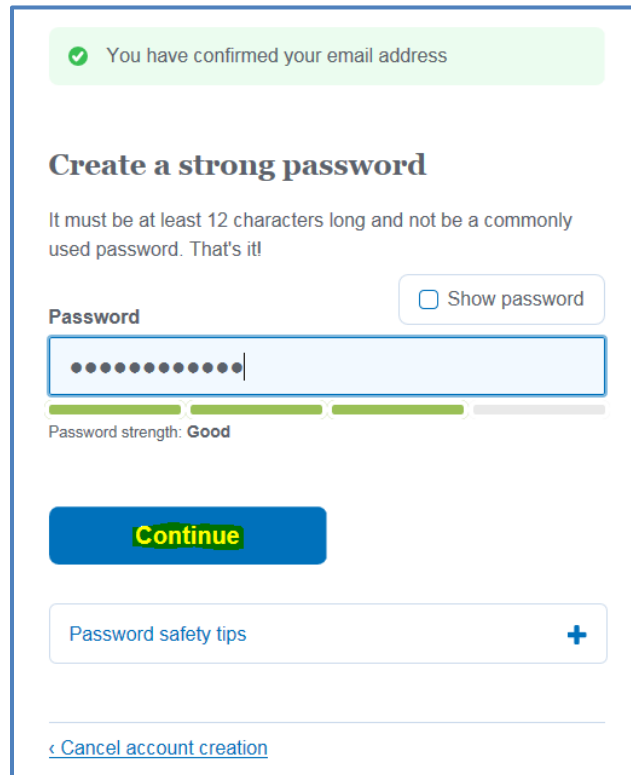 You have confirmed your email address
Create a strong password
It must be at least 12 characters long and not be a commonly
used password. That's it!
Show password
Password
●●●●●●●●●●●●
Password strength: Good
Continue
Password safety tips
‹ Cancel account creation